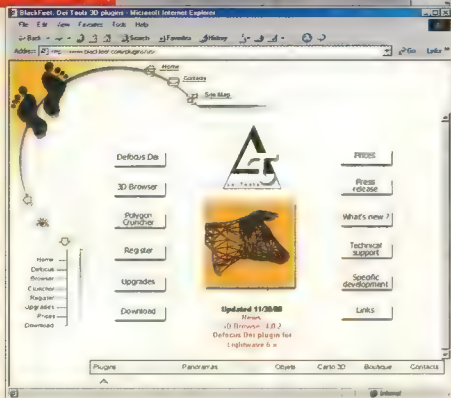 BlackFeet, Dei Tools 3D plugins - Microsoft Internet Explorer
File Edit View Favorites Tools Help
Back Search Favorites History
Address
Go Links
Home
Contacts
Site Map
Defocus Dei
3D Browser
Polygon
Cruncher
Register
Upgrades
Download
Prices
Press
release
What's new ?
Technical
support
Specific
development
Links
Home
Defocus
Browser
Cruncher
Register
Upgrades
Prices
Download
Updated 11/30/00
News
3D Browser
Defocus Dei plugin for
Lightwave 6.x
Plugins Panoramas Objets Carto 3D Boutique Contacts
Internet